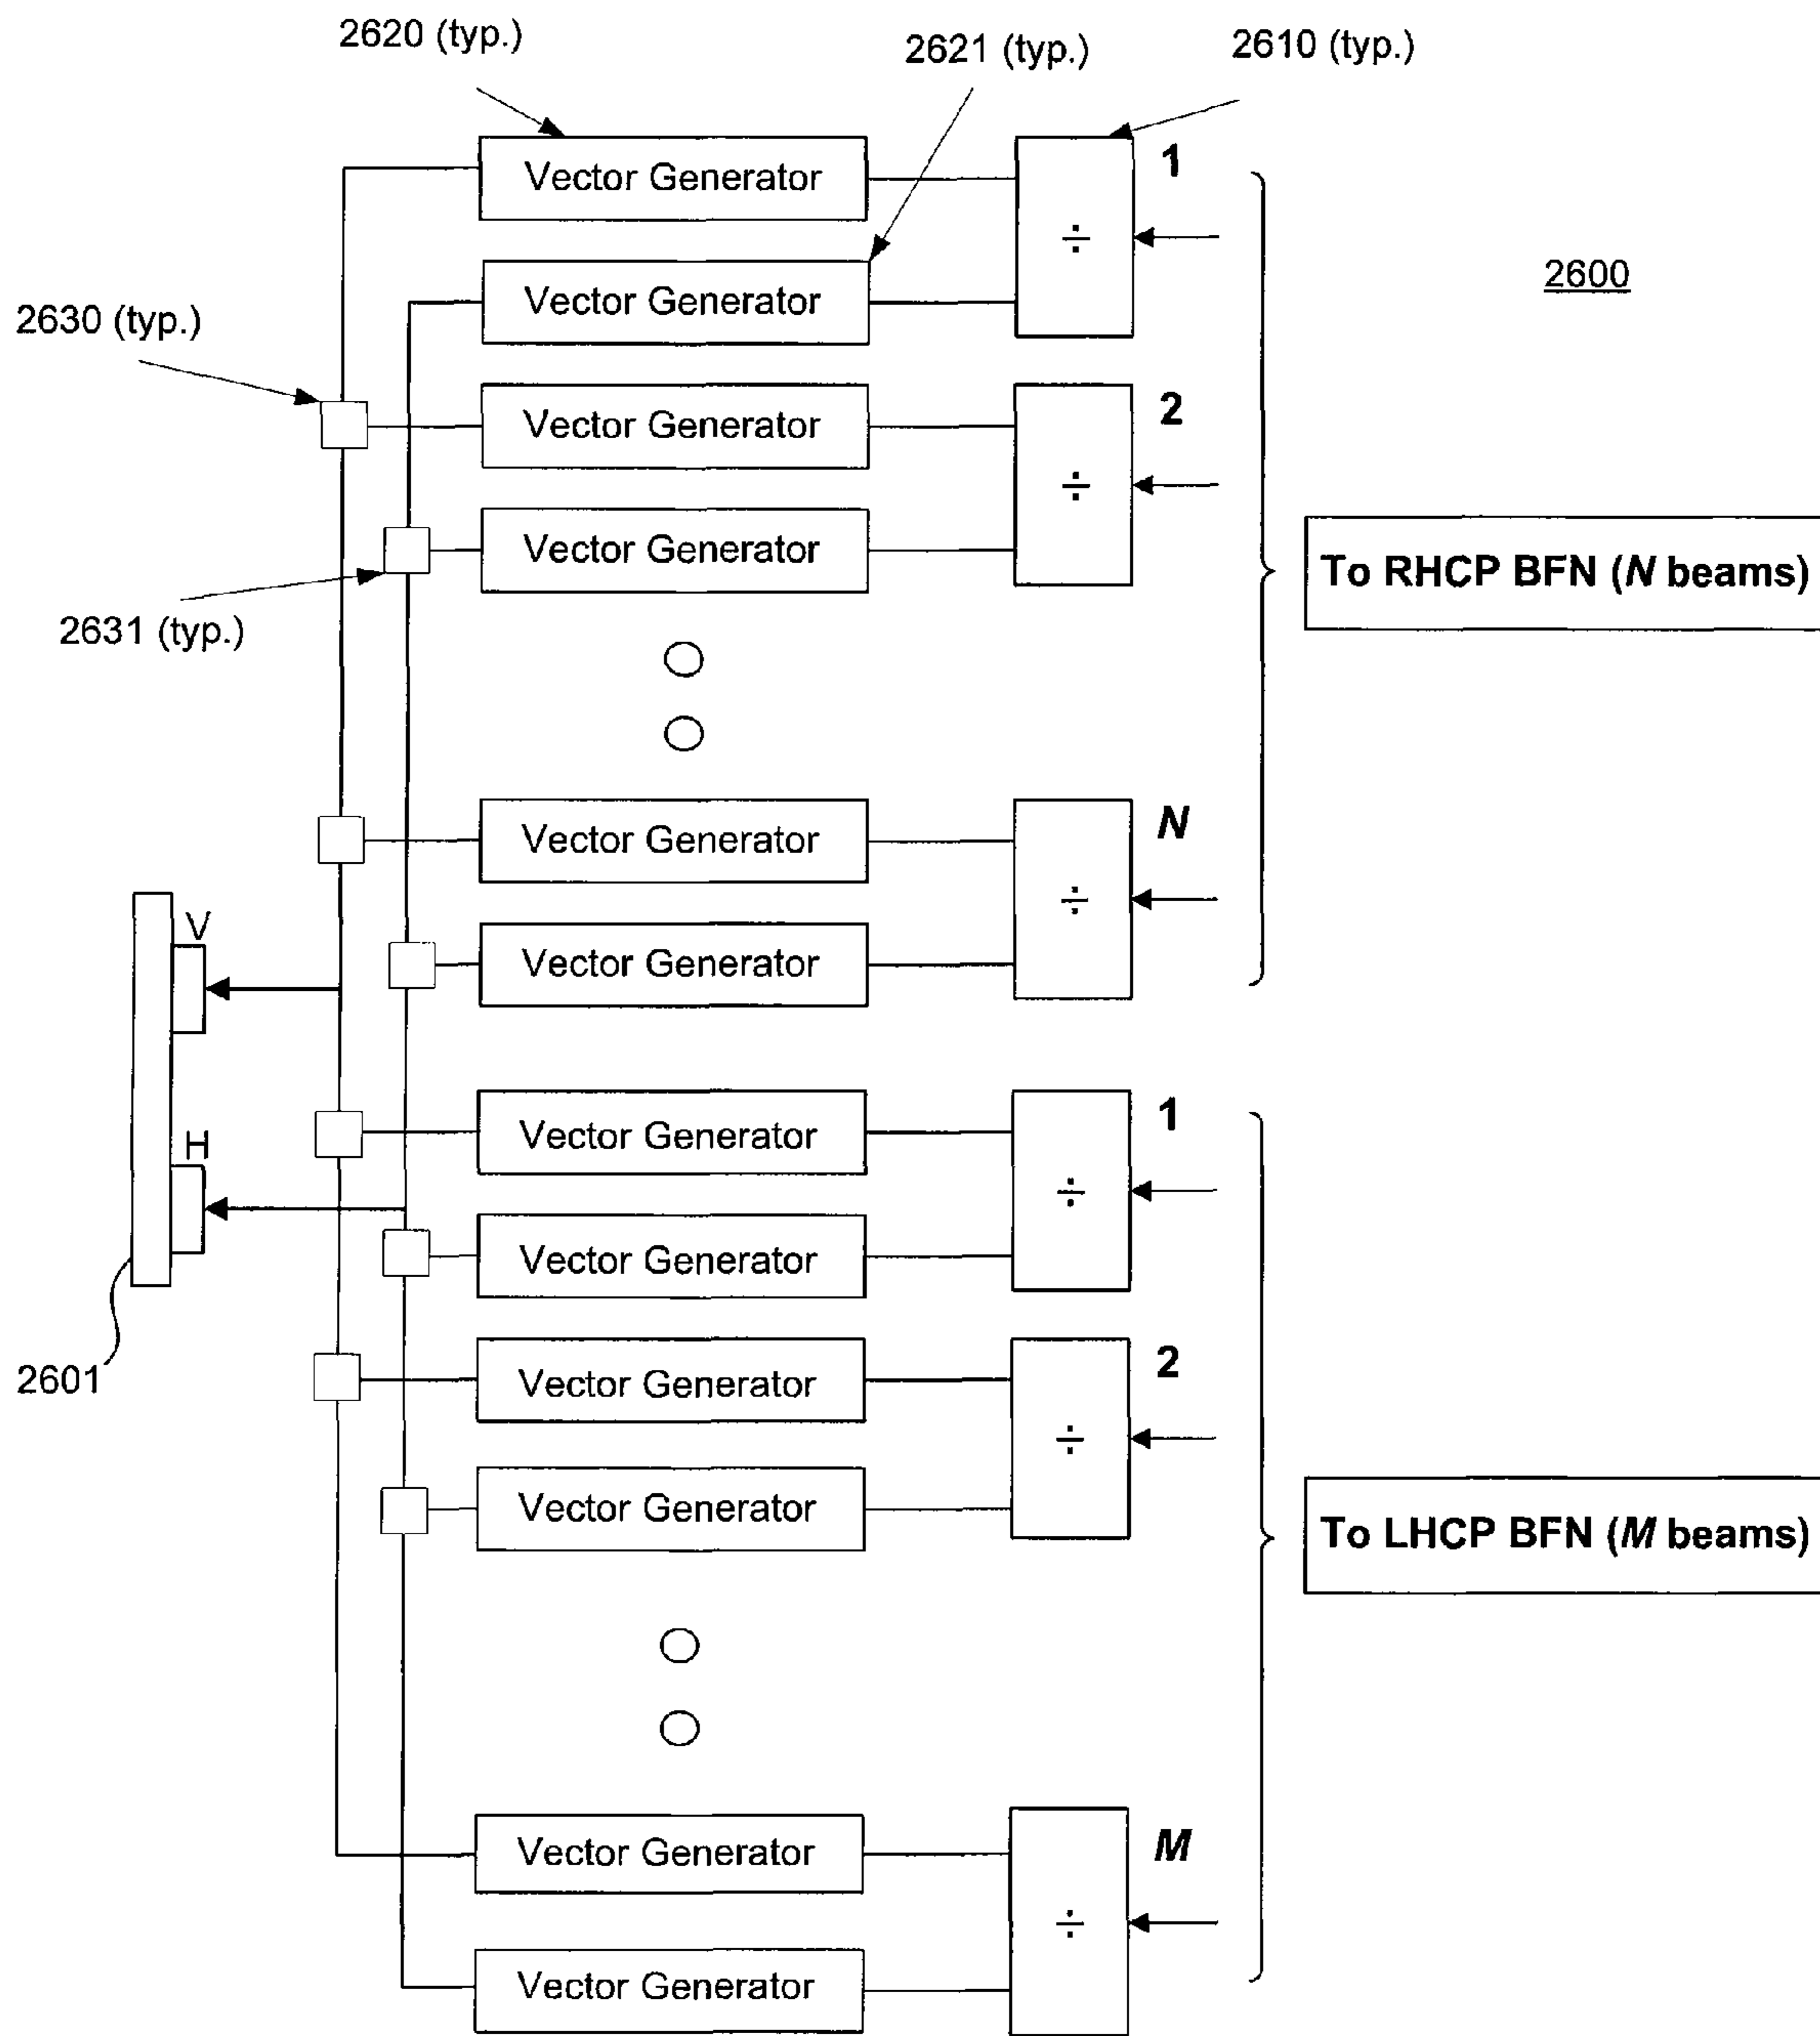 2620 (typ.)
2621 (typ.)
2610 (typ.)
Vector Generator
1
÷
Vector Generator
2600
2630 (typ.)
Vector Generator
2
÷
Vector Generator
To RHCP BFN (N beams)
2631 (typ.)
Vector Generator
N
÷
V
Vector Generator
Vector Generator
1
H
÷
Vector Generator
2601
Vector Generator
2
÷
Vector Generator
To LHCP BFN (M beams)
Vector Generator
M
÷
Vector Generator